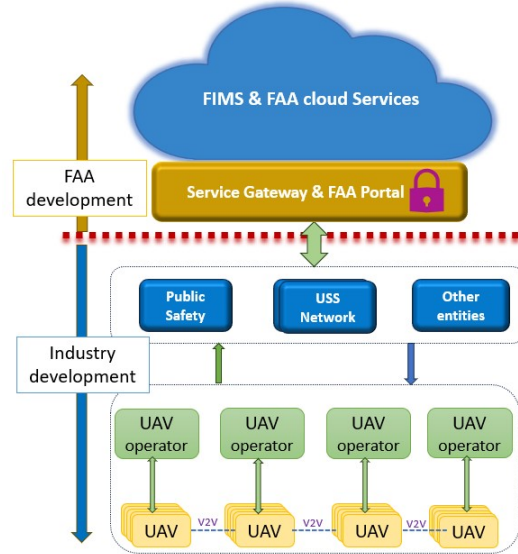 FIMS & FAA cloud Services
FAA
development
Service Gateway & FAA Portal
Public
Safety
USS
Network
Other
entities
Industry
development
UAV
operator
UAV
operator
UAV
operator
UAV
operator
UAV
V2V
UAV
V2V
UAV
V2V
UAV